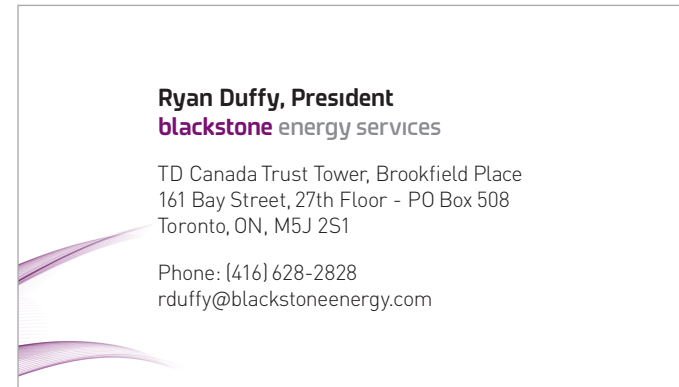 Ryan Duffy, President
blackstone energy services
TD Canada Trust Tower, Brookfield Place
161 Bay Street, 27th Floor - PO Box 508
Toronto, ON, M5J 2S1
Phone: (416) 628-2828
rduffy@blackstoneenergy.com